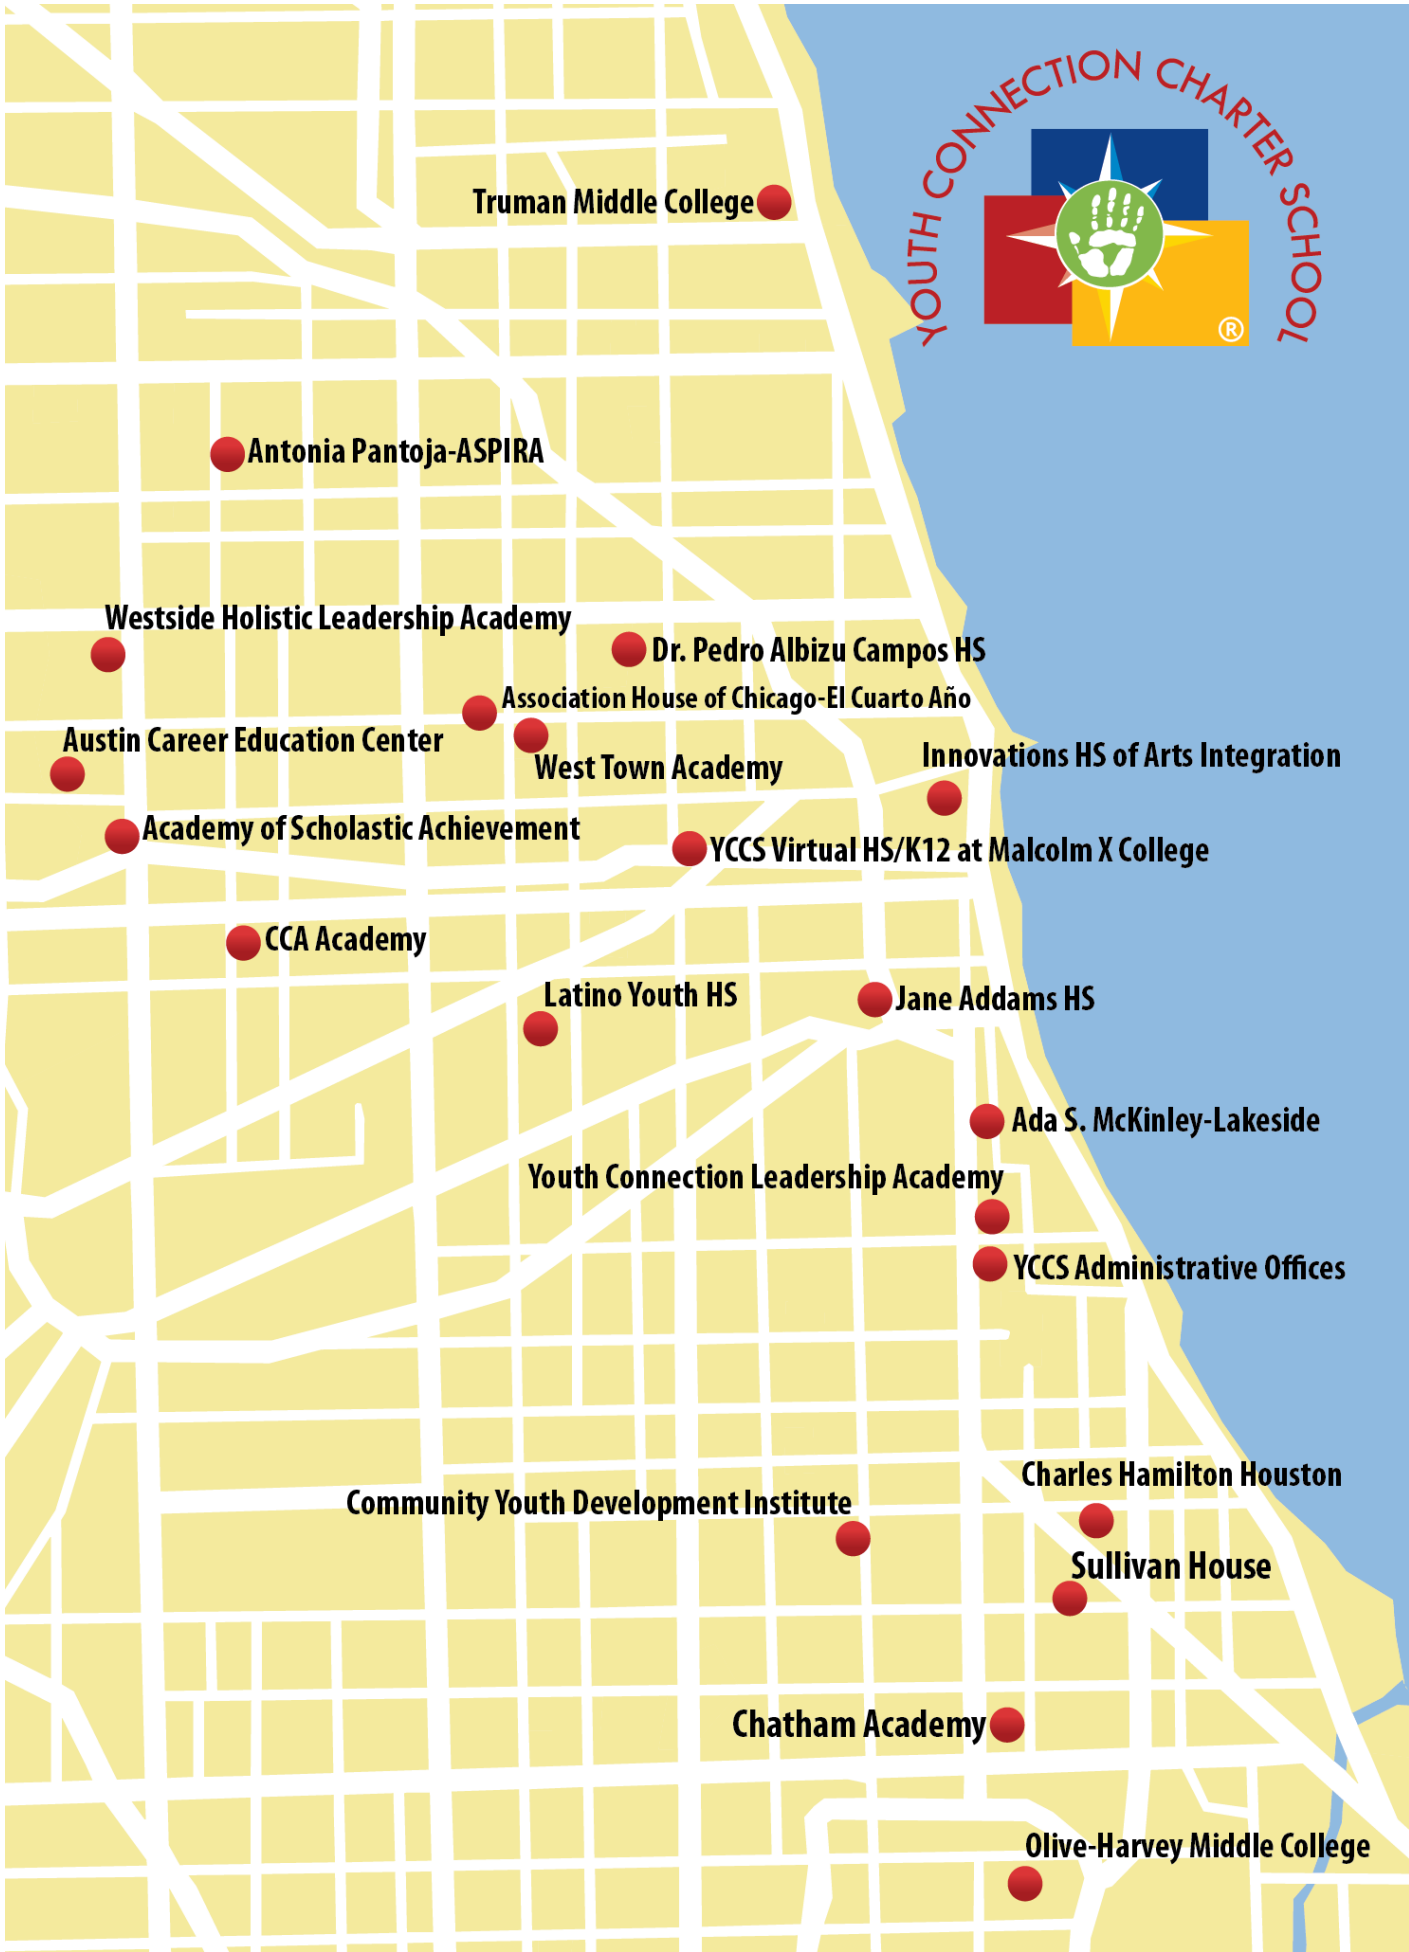 YOUTH CONNECTION CHARTER SCHOOL
Truman Middle College
®
Antonia Pantoja-ASPIRA
Westside Holistic Leadership Academy
Dr. Pedro Albizu Campos HS
Association House of Chicago-El Cuarto Año
Austin Career Education Center
West Town Academy
Innovations HS of Arts Integration
Academy of Scholastic Achievement
YCCS Virtual HS/K12 at Malcolm X College
CCA Academy
Latino Youth HS
Jane Addams HS
Ada S. McKinley-Lakeside
Youth Connection Leadership Academy
YCCS Administrative Offices
Charles Hamilton Houston
Community Youth Development Institute
Sullivan House
Chatham Academy
Olive-Harvey Middle College